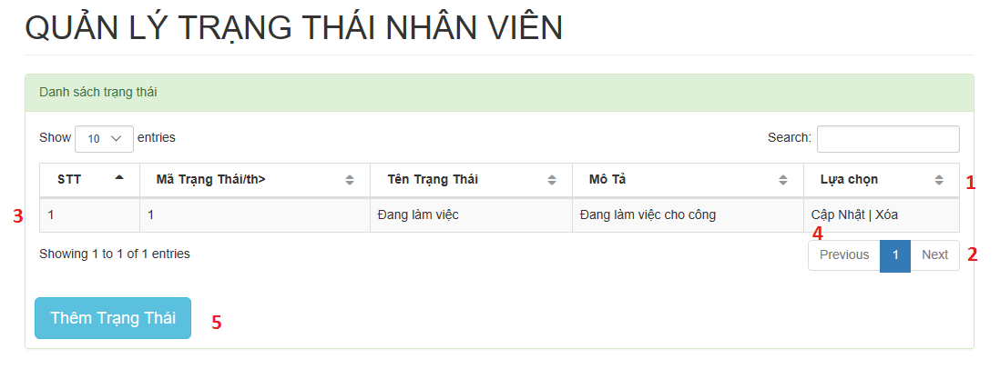 QUẢN LÝ TRẠNG THÁI NHÂN VIÊN
Danh sách trạng thái
Show 10 entries Search:
STT Mã Trạng Thái/th> Tên Trạng Thái Mô Tả Lựa chọn 1
3 1 1 Đang làm việc Đang làm việc cho công Cập Nhật | Xóa
4
Showing 1 to 1 of 1 entries Previous 1 Next 2
Thêm Trạng Thái 5